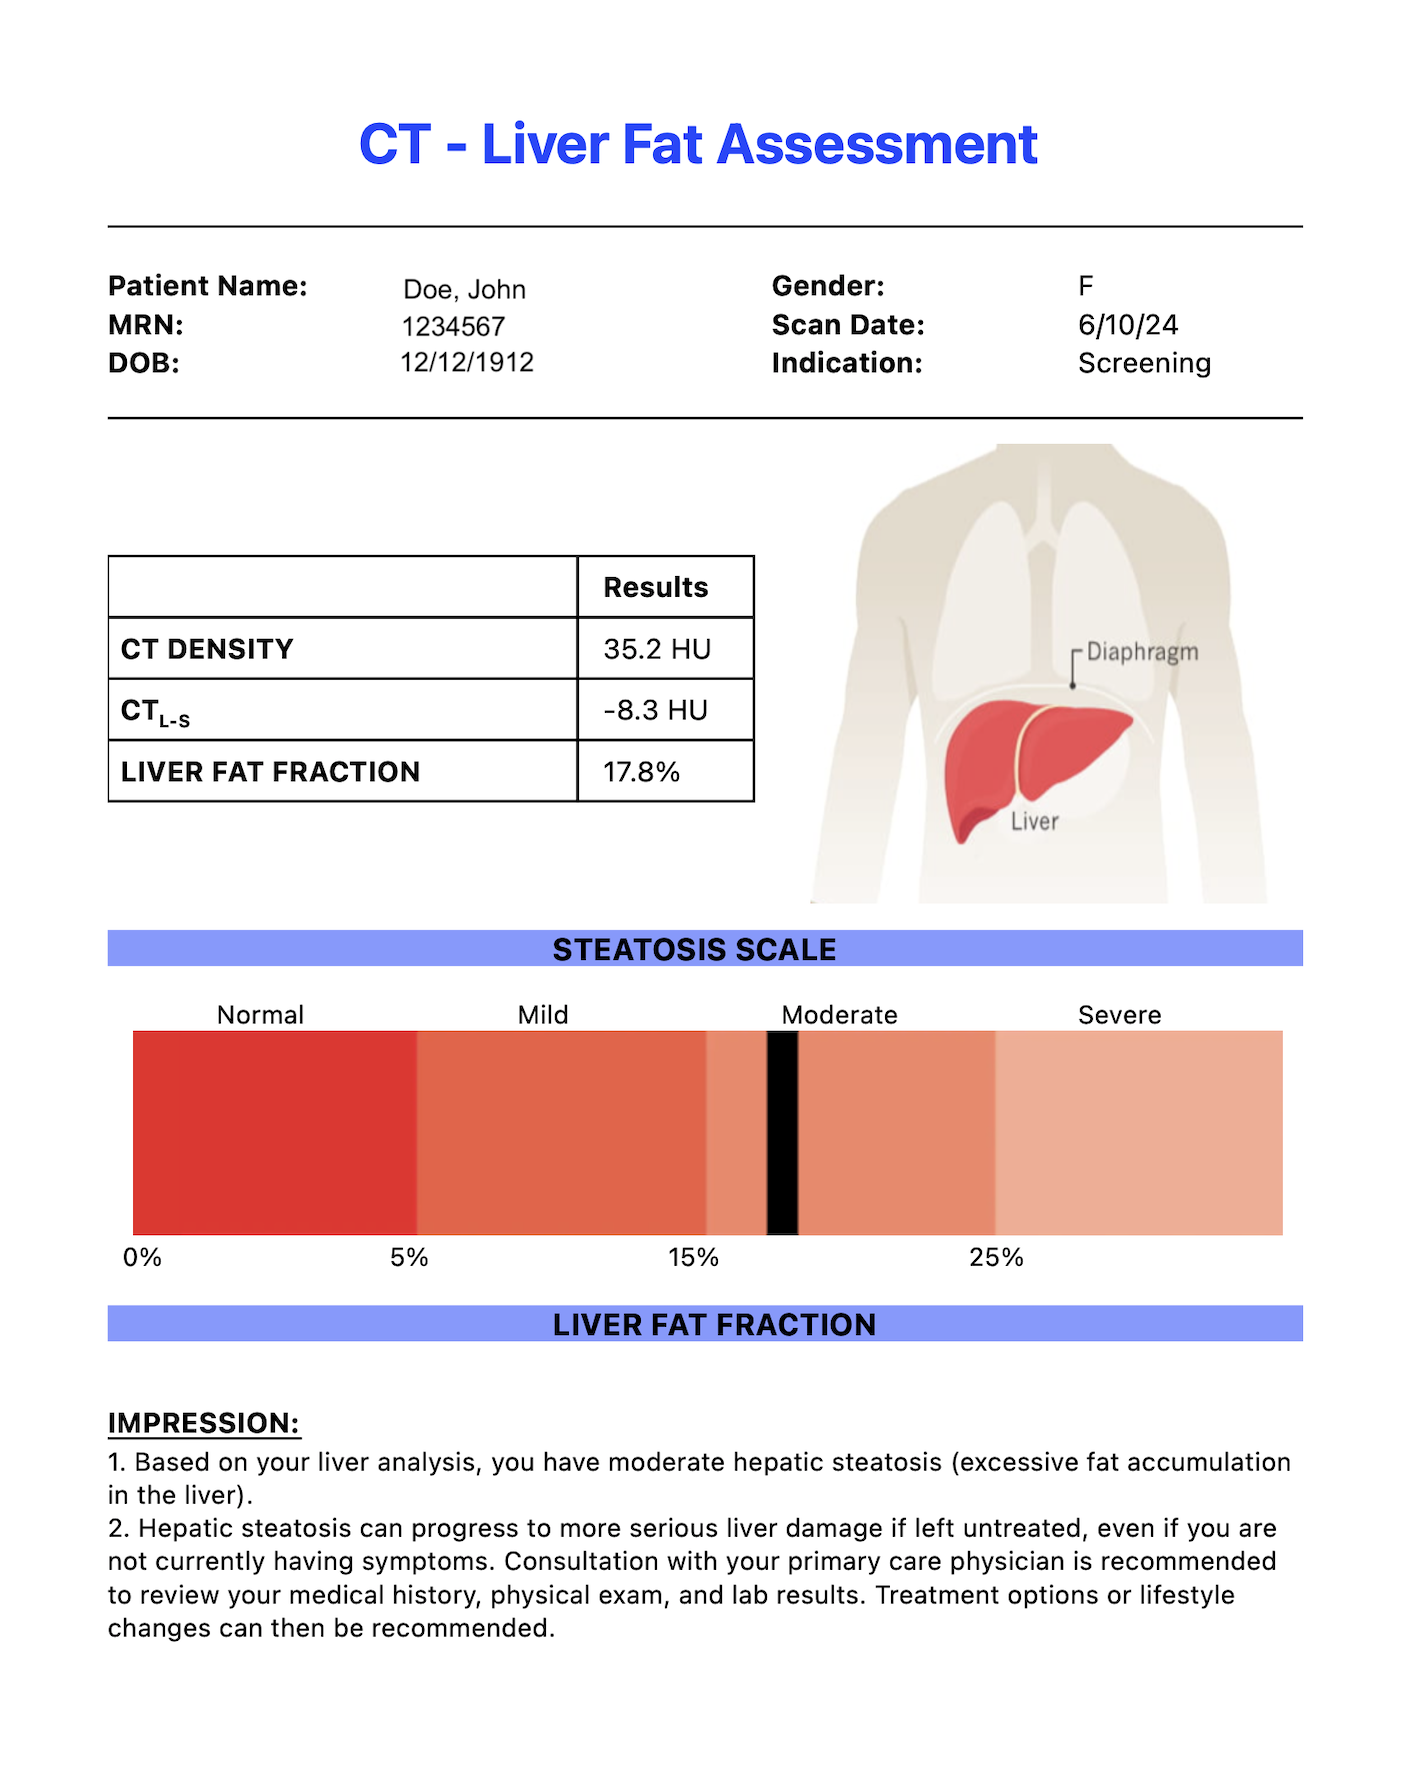 CT - Liver Fat Assessment
Patient Name: Doe, John Gender: F
MRN: 1234567 Scan Date: 6/10/24
DOB: 12/12/1912 Indication: Screening
Results
CT DENSITY 35.2 HU
CTL-S -8.3 HU
LIVER FAT FRACTION 17.8%
Diaphragm
Liver
STEATOSIS SCALE
Normal Mild Moderate Severe
0% 5% 15% 25%
LIVER FAT FRACTION
IMPRESSION:
1. Based on your liver analysis, you have moderate hepatic steatosis (excessive fat accumulation
in the liver).
2. Hepatic steatosis can progress to more serious liver damage if left untreated, even if you are
not currently having symptoms. Consultation with your primary care physician is recommended
to review your medical history, physical exam, and lab results. Treatment options or lifestyle
changes can then be recommended.